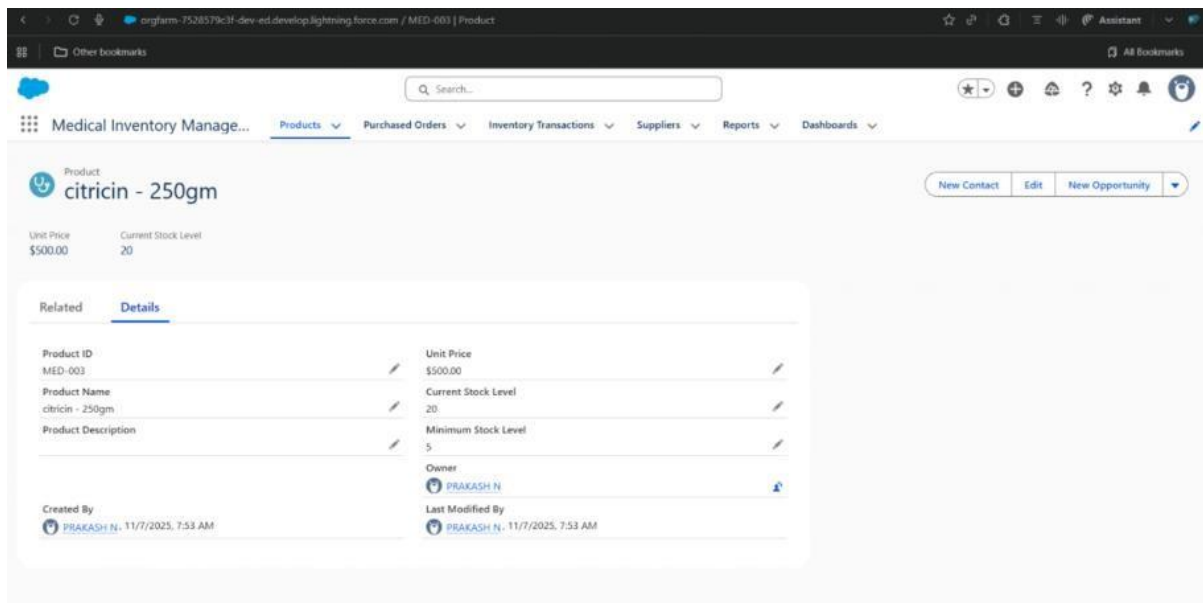 orgfarm-7528579c3f-dev-ed.develop.lightning.force.com / MED-003 | Product
Assistant
Other bookmarks
All Bookmarks
Search...
Medical Inventory Manage... Products Purchased Orders Inventory Transactions Suppliers Reports Dashboards
Product
citricin - 250gm
New Contact Edit New Opportunity
Unit Price Current Stock Level
$500.00 20
Related Details
Product ID Unit Price
MED-003 $500.00
Product Name Current Stock Level
citricin - 250gm 20
Product Description Minimum Stock Level
5
Owner
PRAKASH N
Created By Last Modified By
PRAKASH N, 11/7/2025, 7:53 AM PRAKASH N, 11/7/2025, 7:53 AM